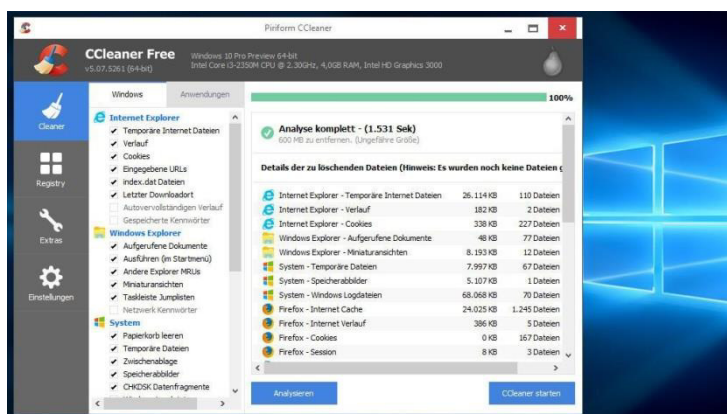 Piriform CCleaner
CCleaner Free
v5.07.5261 (64-bit)
Windows 10 Pro Preview 64-bit
Intel Core i3-2350M CPU @ 2.30GHz, 4,0GB RAM, Intel HD Graphics 3000
Cleaner
Registry
Extras
Einstellungen
Windows
Anwendungen
Internet Explorer
Temporäre Internet Dateien
Verlauf
Cookies
Eingegebene URLs
index.dat Dateien
Letzter Downloadort
Autovervollständigen Verlauf
Gespeicherte Kennwörter
Windows Explorer
Aufgerufene Dokumente
Ausführen (im Startmenü)
Andere Explorer MRUs
Miniaturansichten
Taskleiste Jumplisten
Netzwerk Kennwörter
System
Papierkorb leeren
Temporäre Dateien
Zwischenablage
Speicherabbilder
CHKDSK Datenfragmente
100%
Analyse komplett - (1.531 Sek)
600 MB zu entfernen. (Ungefähre Größe)
Details der zu löschenden Dateien (Hinweis: Es wurden noch keine Dateien g
Internet Explorer - Temporäre Internet Dateien 26.114 KB 110 Dateien
Internet Explorer - Verlauf 182 KB 2 Dateien
Internet Explorer - Cookies 338 KB 227 Dateien
Windows Explorer - Aufgerufene Dokumente 48 KB 77 Dateien
Windows Explorer - Miniaturansichten 8.193 KB 12 Dateien
System - Temporäre Dateien 7.997 KB 67 Dateien
System - Speicherabbilder 5.107 KB 1 Dateien
System - Windows Logdateien 68.068 KB 70 Dateien
Firefox - Internet Cache 24.025 KB 1.245 Dateien
Firefox - Internet Verlauf 386 KB 5 Dateien
Firefox - Cookies 0 KB 167 Dateien
Firefox - Session 8 KB 3 Dateien
Analysieren
CCleaner starten